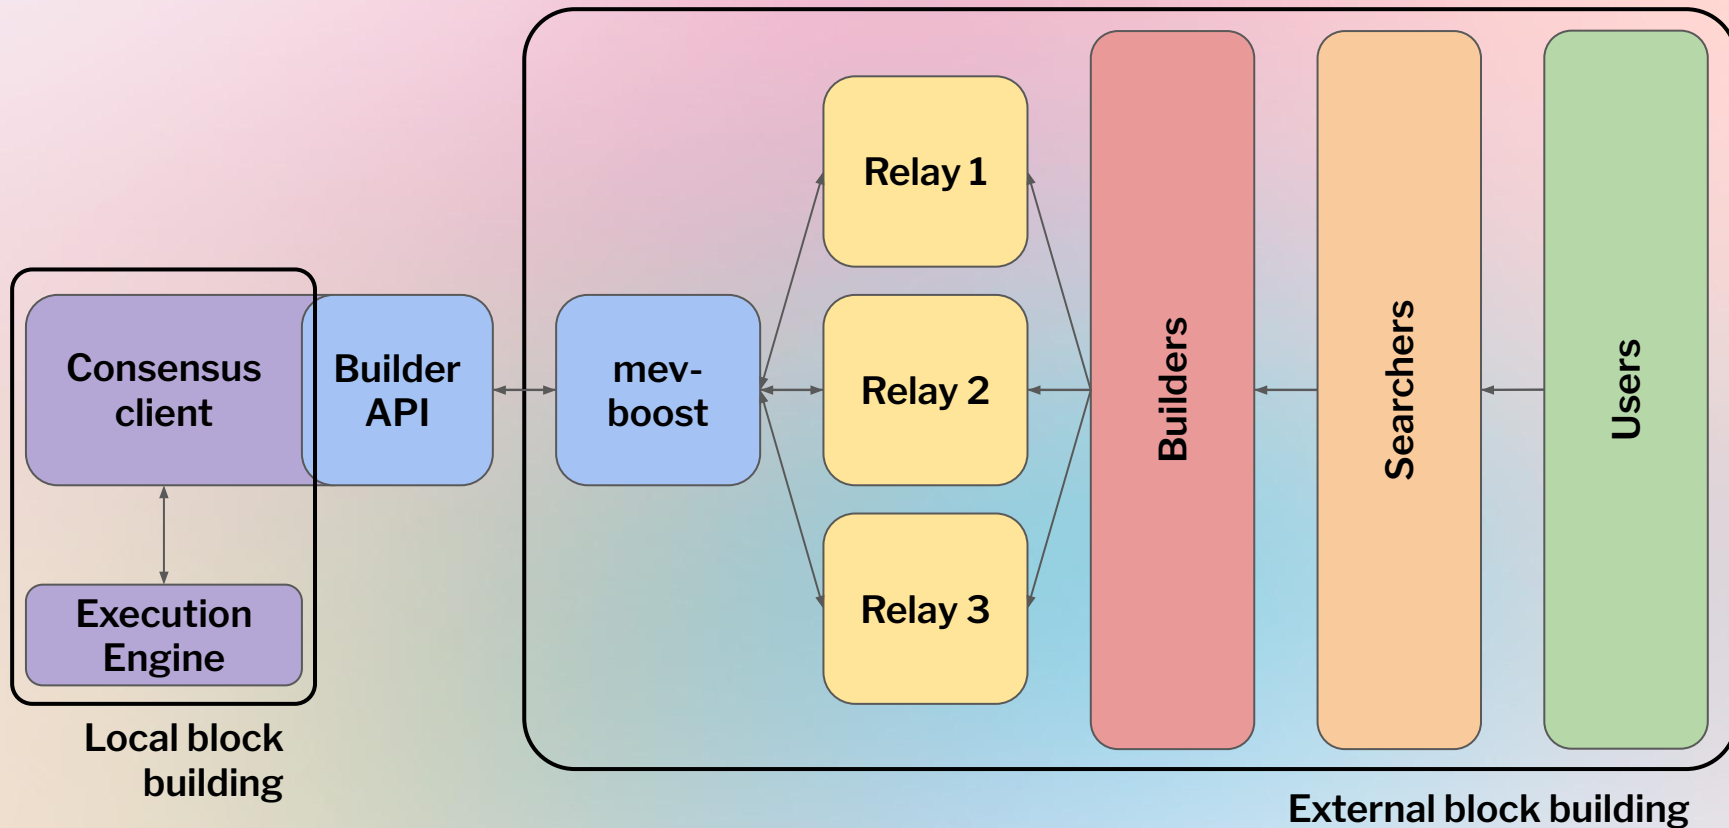 Consensus
client
Builder
API
Execution
Engine
Local block
building
mev-
boost
Relay 1
Relay 2
Relay 3
Builders
Searchers
Users
External block building